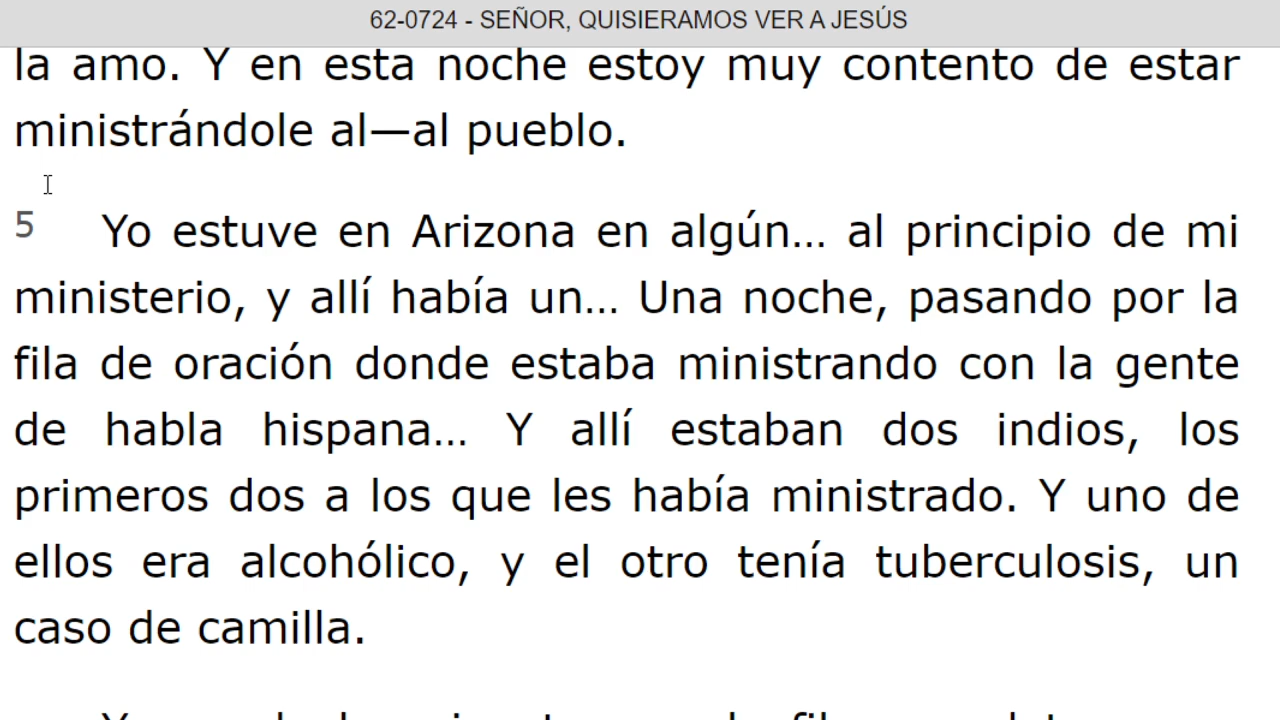 62-0724 - SEÑOR, QUISIERAMOS VER A JESÚS
la amo. Y en esta noche estoy muy contento de estar
ministrándole al—al pueblo.
5 Yo estuve en Arizona en algún... al principio de mi
ministerio, y allí había un... Una noche, pasando por la
fila de oración donde estaba ministrando con la gente
de habla hispana... Y allí estaban dos indios, los
primeros dos a los que les había ministrado. Y uno de
ellos era alcohólico, y el otro tenía tuberculosis, un
caso de camilla.